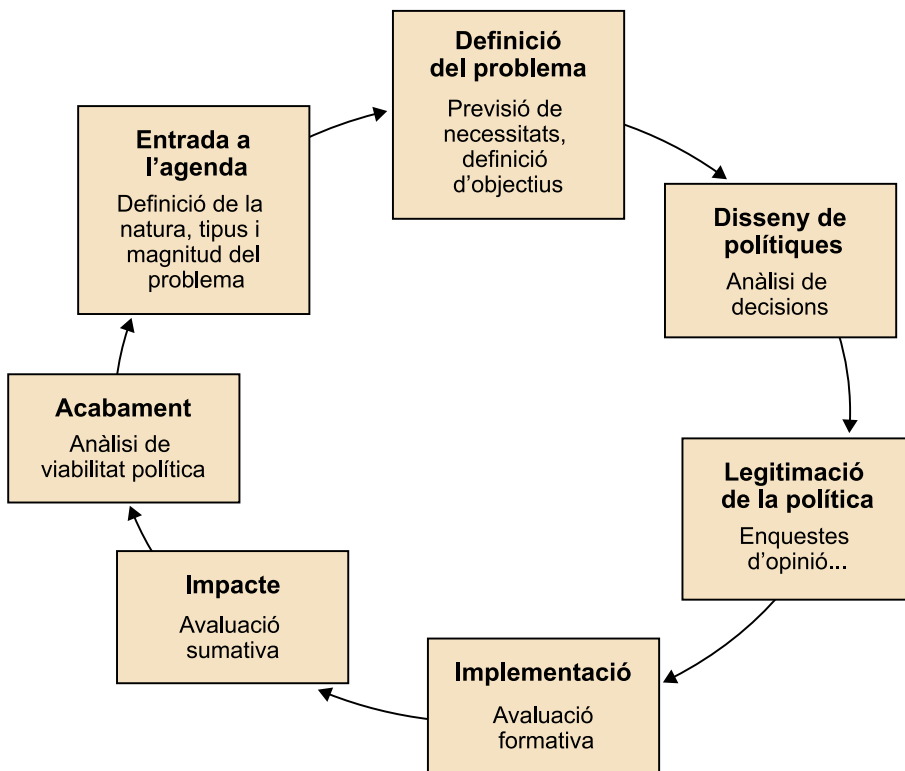 Definició
del problema
Previsió de
necessitats,
definició
d'objectius
Entrada a
l'agenda
Definició de la
natura, tipus i
magnitud del
problema
Disseny de
polítiques
Anàlisi de
decisions
Acabament
Anàlisi de
viabilitat política
Legitimació
de la política
Enquestes
d'opinió...
Impacte
Avaluació
sumativa
Implementació
Avaluació
formativa